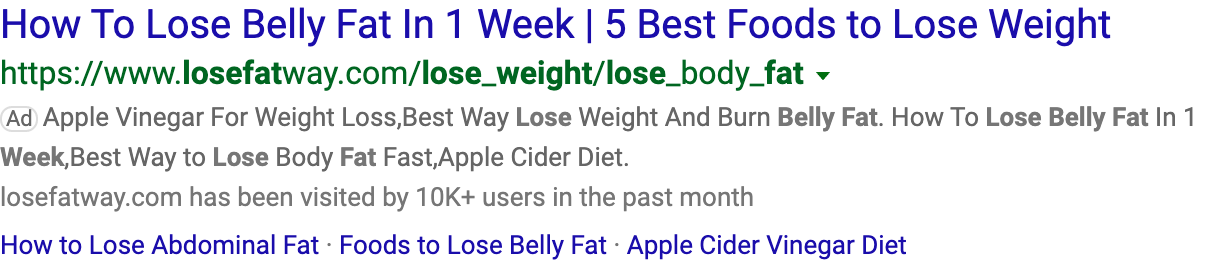 How To Lose Belly Fat In 1 Week | 5 Best Foods to Lose Weight
https://www.losefatway.com/lose_weight/lose_body_fat
Ad Apple Vinegar For Weight Loss,Best Way Lose Weight And Burn Belly Fat. How To Lose Belly Fat In 1
Week,Best Way to Lose Body Fat Fast,Apple Cider Diet.
losefatway.com has been visited by 10K+ users in the past month
How to Lose Abdominal Fat · Foods to Lose Belly Fat · Apple Cider Vinegar Diet